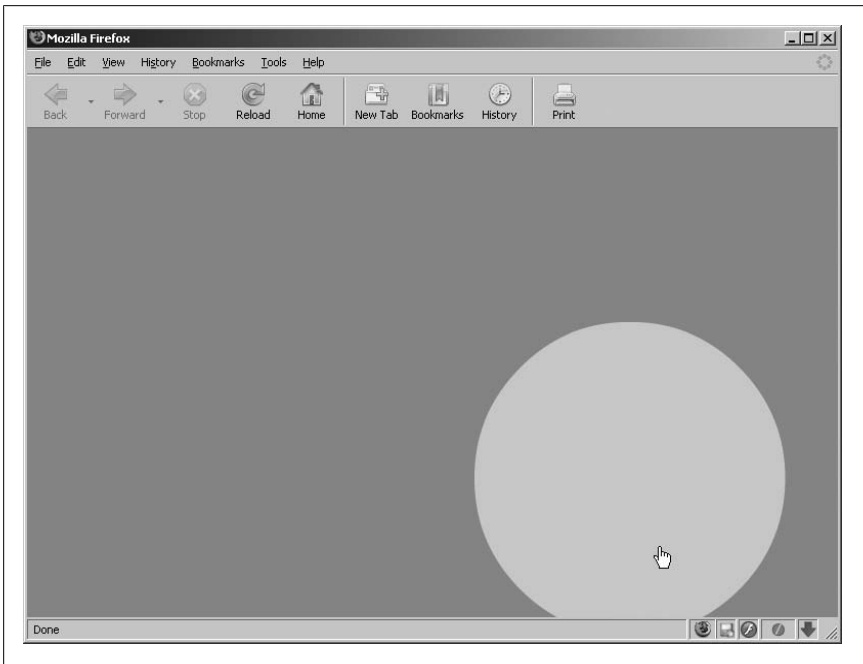 Mozilla Firefox
File Edit View History Bookmarks Tools Help
Back Forward Stop Reload Home New Tab Bookmarks History Print
Done